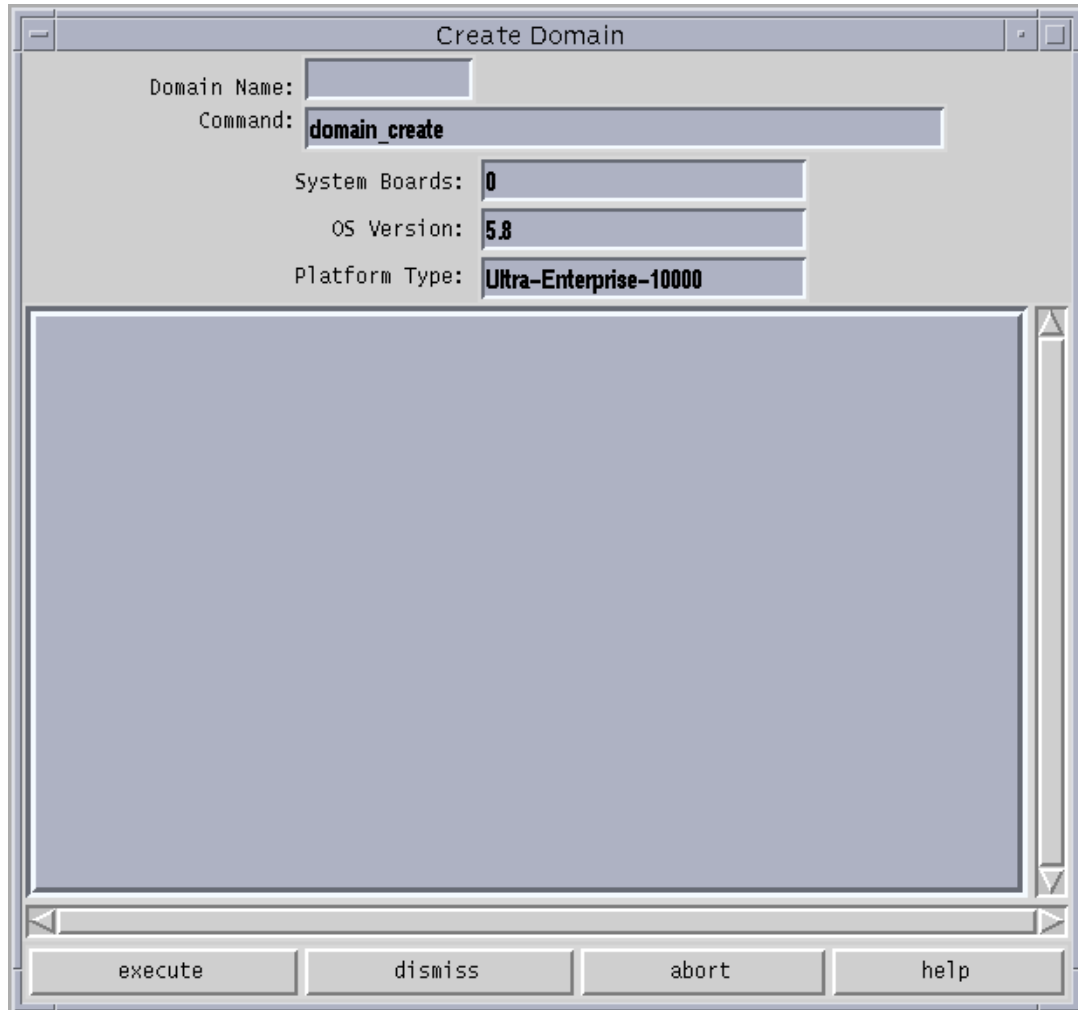 Create Domain
Domain Name:
Command: domain_create
System Boards: 0
OS Version: 5.8
Platform Type: Ultra-Enterprise-10000
execute dismiss abort help